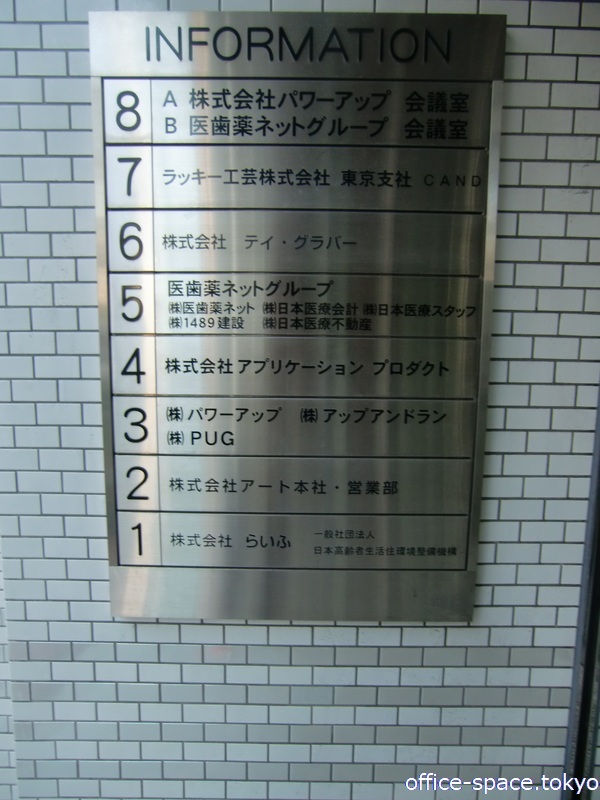 INFORMATION
8 A 株式会社パワーアップ 会議室
B 医歯薬ネットグループ 会議室
7 ラッキー工芸株式会社 東京支社 CAND
6 株式会社 テイ・グラバー
5 医歯薬ネットグループ
㈱医歯薬ネット ㈱日本医療会計 ㈱日本医療スタッフ
㈱1489建設 ㈱日本医療不動産
4 株式会社アプリケーション プロダクト
3 ㈱パワーアップ ㈱アップアンドラン
㈱PUG
2 株式会社アート本社・営業部
1 株式会社 らいふ 一般社団法人
日本高齢者生活住環境整備機構
office-space.tokyo